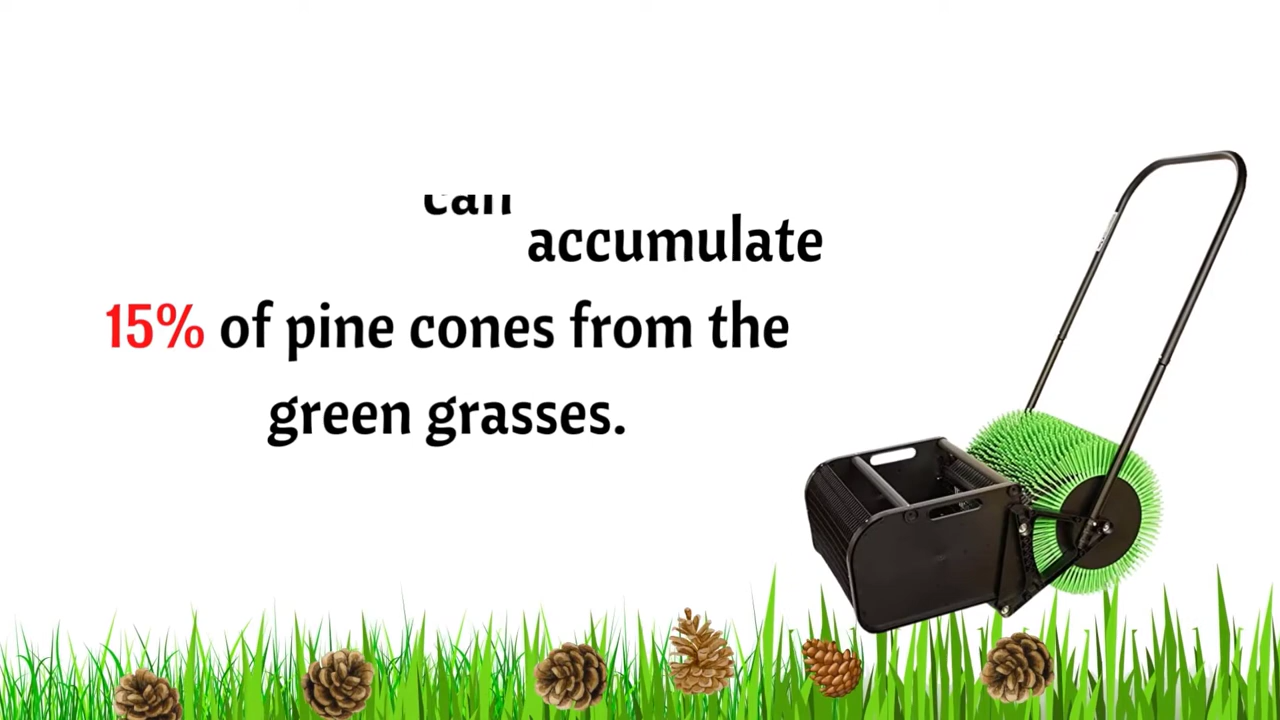 can accumulate
15% of pine cones from the
green grasses.